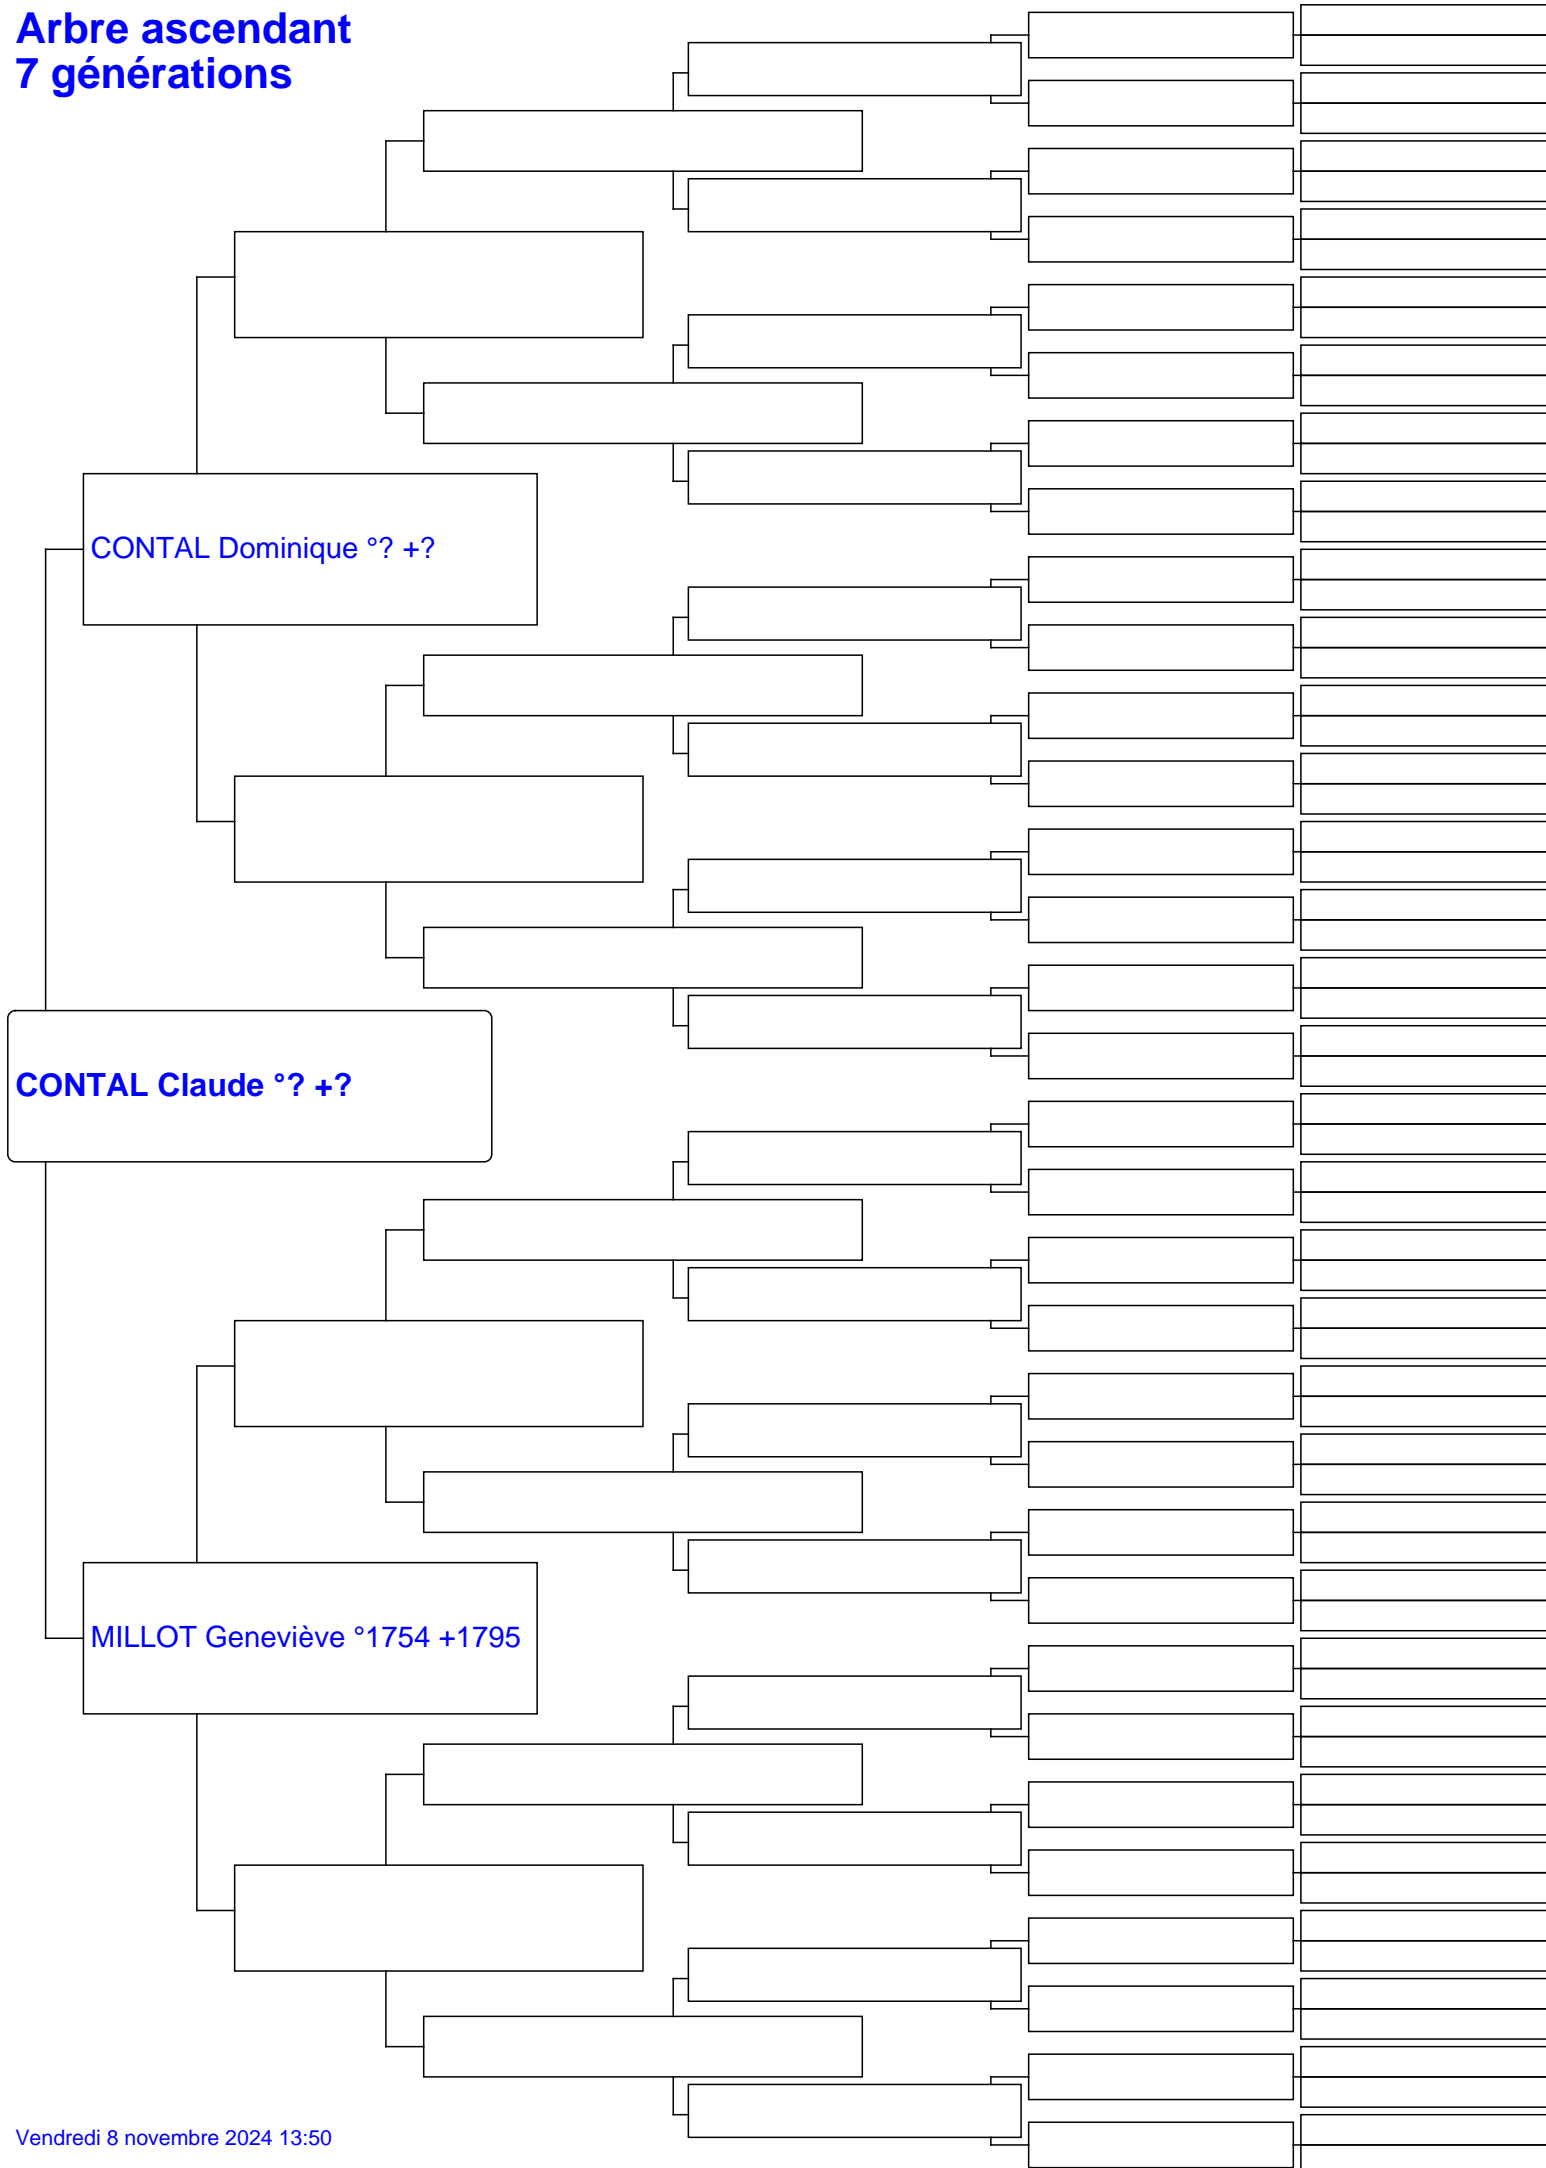 Arbre ascendant
7 générations
CONTAL Dominique °? +?
CONTAL Claude °? +?
MILLOT Geneviève °1754 +1795
Vendredi 8 novembre 2024 13:50